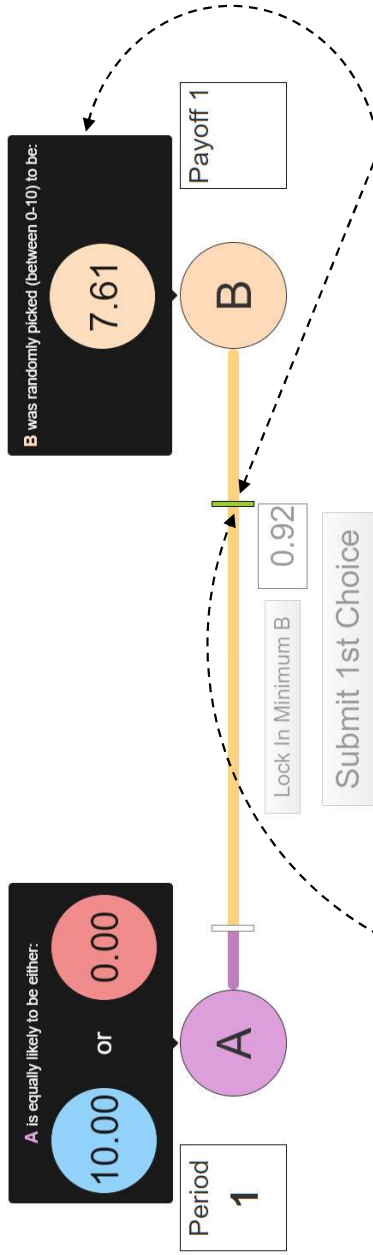 Period
1
A is equally likely to be either:
10.00 or 0.00
A
B was randomly picked (between 0-10) to be:
7.61
B
Payoff 1
0.92
Lock In Minimum B
Submit 1st Choice